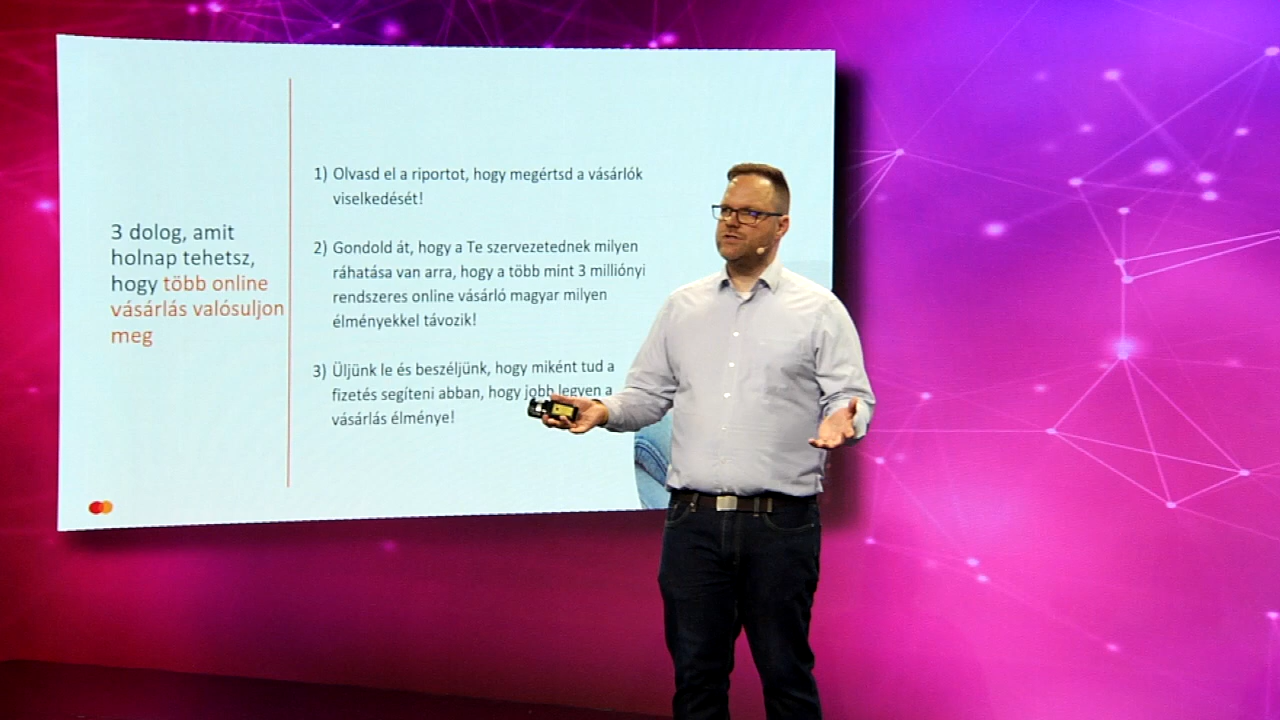 3 dolog, amit
holnap tehetsz,
hogy több online
vásárlás valósuljon
meg
1) Olvasd el a riportot, hogy megértsd a vásárlók
viselkedését!
2) Gondold át, hogy a Te szervezetednek milyen
ráhatása van arra, hogy a több mint 3 milliónyi
rendszeres online vásárló magyar milyen
élményekkel távozik!
3) Üljünk le és beszéljünk, hogy miként tud a
fizetés segíteni abban, hogy jobb legyen a
vásárlás élménye!